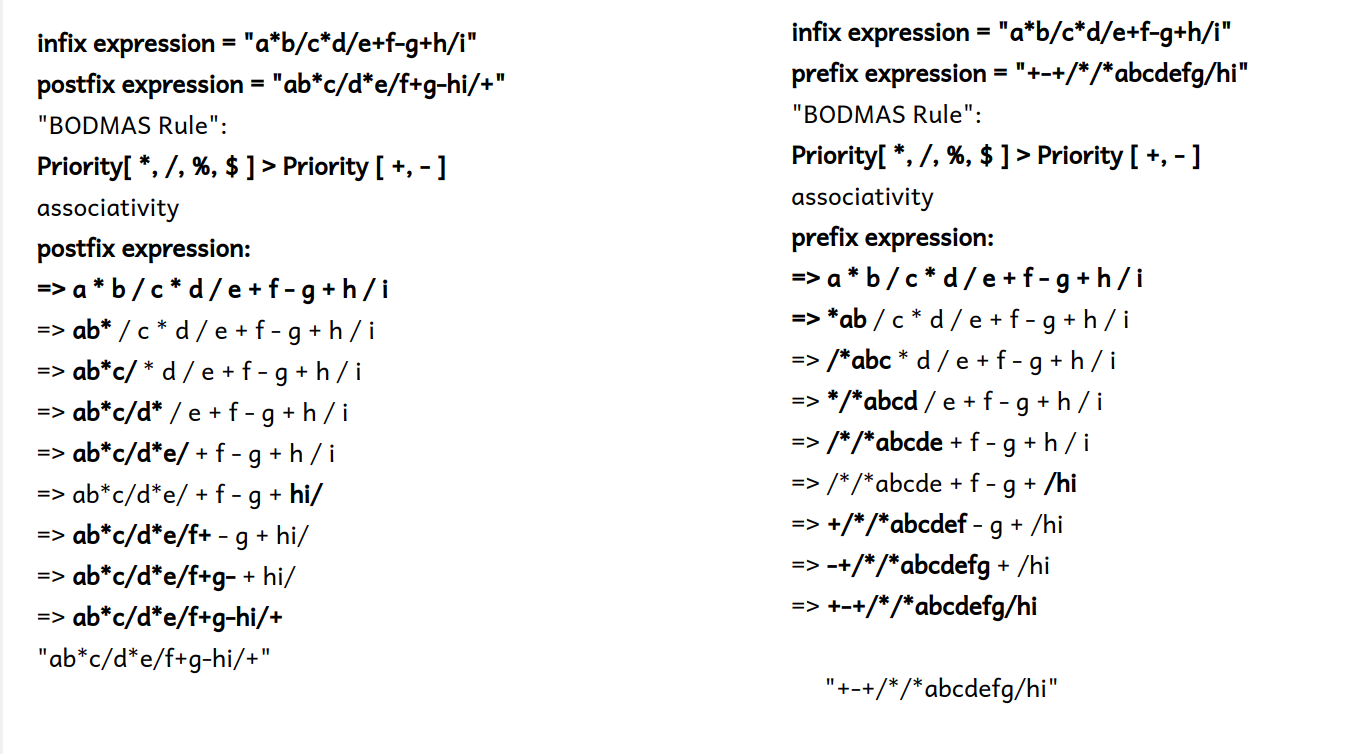 infix expression = "a*b/c*d/e+f-g+h/i"
postfix expression = "ab*c/d*e/f+g-hi/+"
"BODMAS Rule":
Priority[ *, /, %, $ ] > Priority [ +, - ]
associativity
postfix expression:
=> a * b / c * d / e + f - g + h / i
=> ab* / c * d / e + f - g + h / i
=> ab*c/ * d / e + f - g + h / i
=> ab*c/d* / e + f - g + h / i
=> ab*c/d*e/ + f - g + h / i
=> ab*c/d*e/ + f - g + hi/
=> ab*c/d*e/f+ - g + hi/
=> ab*c/d*e/f+g- + hi/
=> ab*c/d*e/f+g-hi/+
"ab*c/d*e/f+g-hi/+"
infix expression = "a*b/c*d/e+f-g+h/i"
prefix expression = "+-+/*/*abcdefg/hi"
"BODMAS Rule":
Priority[ *, /, %, $ ] > Priority [ +, - ]
associativity
prefix expression:
=> a * b / c * d / e + f - g + h / i
=> *ab / c * d / e + f - g + h / i
=> /*abc * d / e + f - g + h / i
=> */*abcd / e + f - g + h / i
=> /*/*abcde + f - g + h / i
=> /*/*abcde + f - g + /hi
=> +/*/*abcdef - g + /hi
=> -+/*/*abcdefg + /hi
=> +-+/*/*abcdefg/hi
"+-+/*/*abcdefg/hi"